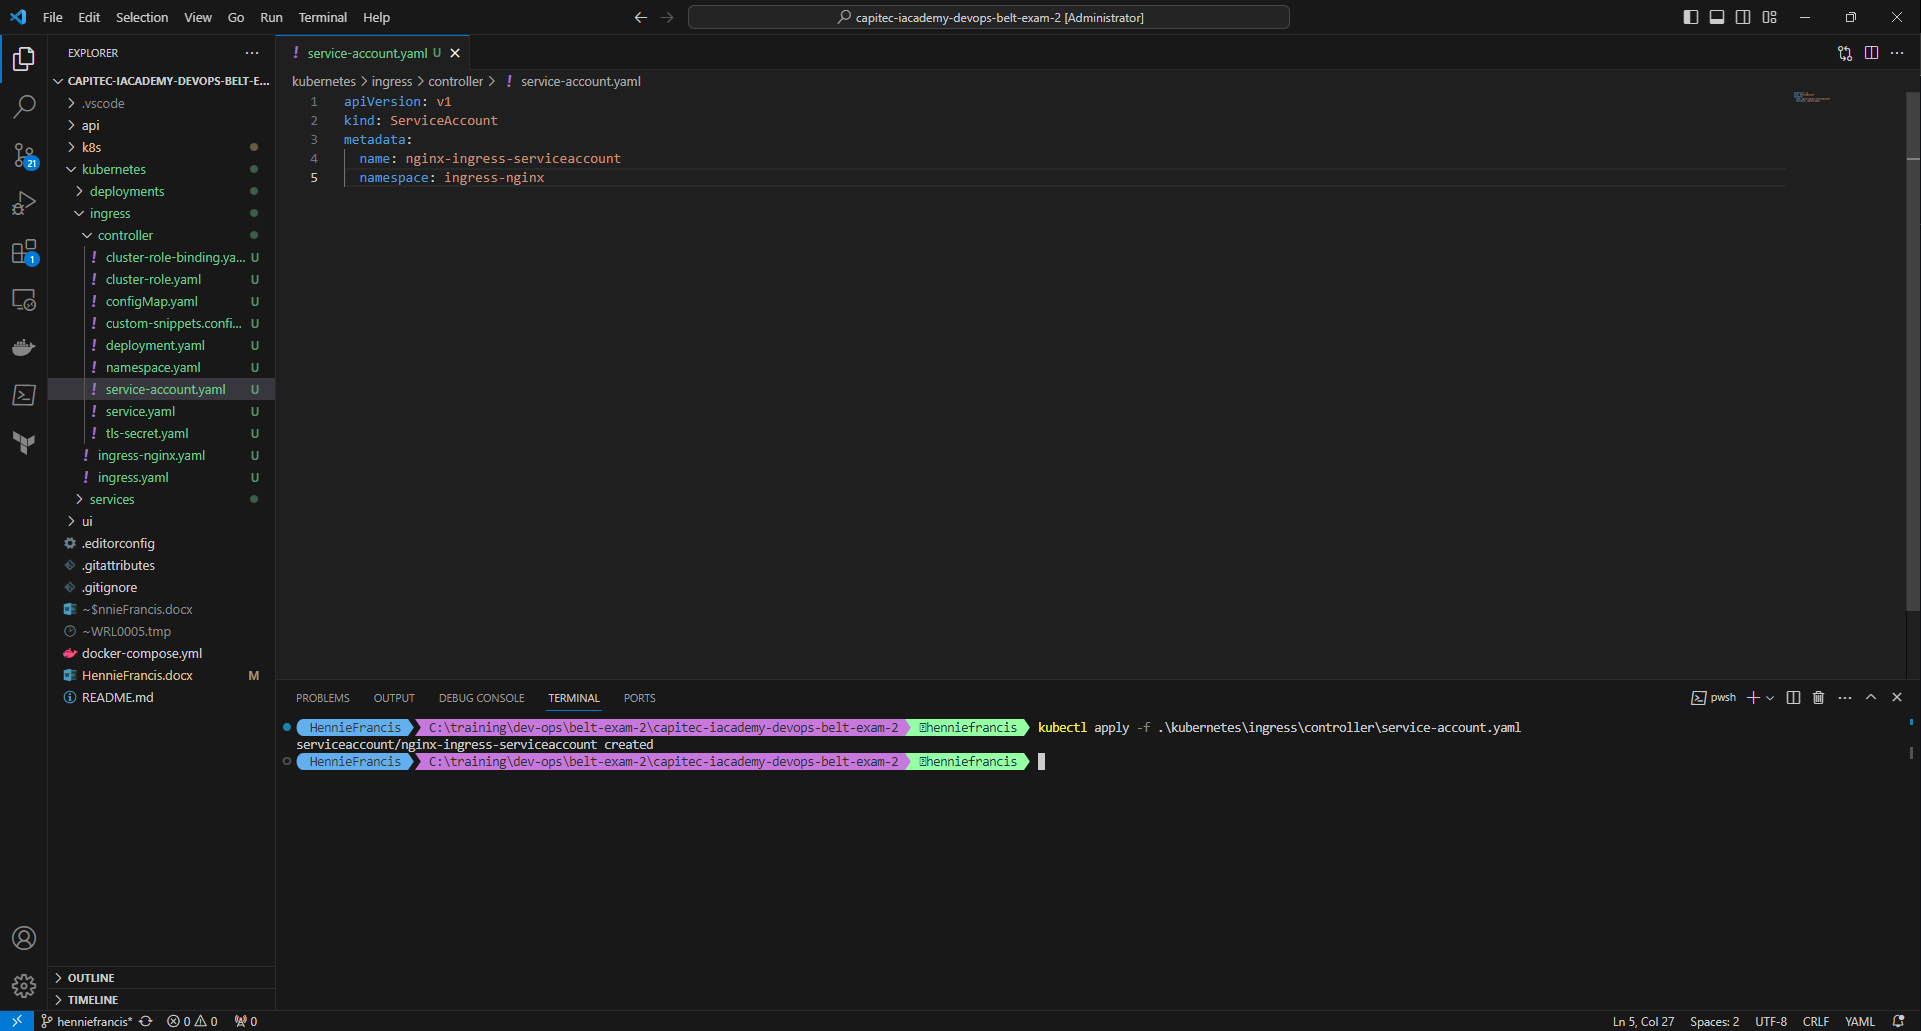 File Edit Selection View Go Run Terminal Help
capitec-iacademy-devops-belt-exam-2 [Administrator]
EXPLORER
CAPITEC-IACADEMY-DEVOPS-BELT-E...
.vscode
api
k8s
kubernetes
deployments
ingress
controller
cluster-role-binding.ya... U
cluster-role.yaml U
configMap.yaml U
custom-snippets.confi... U
deployment.yaml U
namespace.yaml U
service-account.yaml U
service.yaml U
tls-secret.yaml U
ingress-nginx.yaml U
ingress.yaml U
services
ui
.editorconfig
.gitattributes
.gitignore
~$nnieFrancis.docx
~WRL0005.tmp
docker-compose.yml
HennieFrancis.docx M
README.md
OUTLINE
TIMELINE
21
1
service-account.yaml U
kubernetes > ingress > controller > ! service-account.yaml
1 apiVersion: v1
2 kind: ServiceAccount
3 metadata:
4 name: nginx-ingress-serviceaccount
5 namespace: ingress-nginx
PROBLEMS OUTPUT DEBUG CONSOLE TERMINAL PORTS
pwsh
HennieFrancis C:\training\dev-ops\belt-exam-2\capitec-iacademy-devops-belt-exam-2 henniefrancis kubectl apply -f .\kubernetes\ingress\controller\service-account.yaml
serviceaccount/nginx-ingress-serviceaccount created
HennieFrancis C:\training\dev-ops\belt-exam-2\capitec-iacademy-devops-belt-exam-2 henniefrancis
henniefrancis* 0 0 0
Ln 5, Col 27 Spaces: 2 UTF-8 CRLF YAML